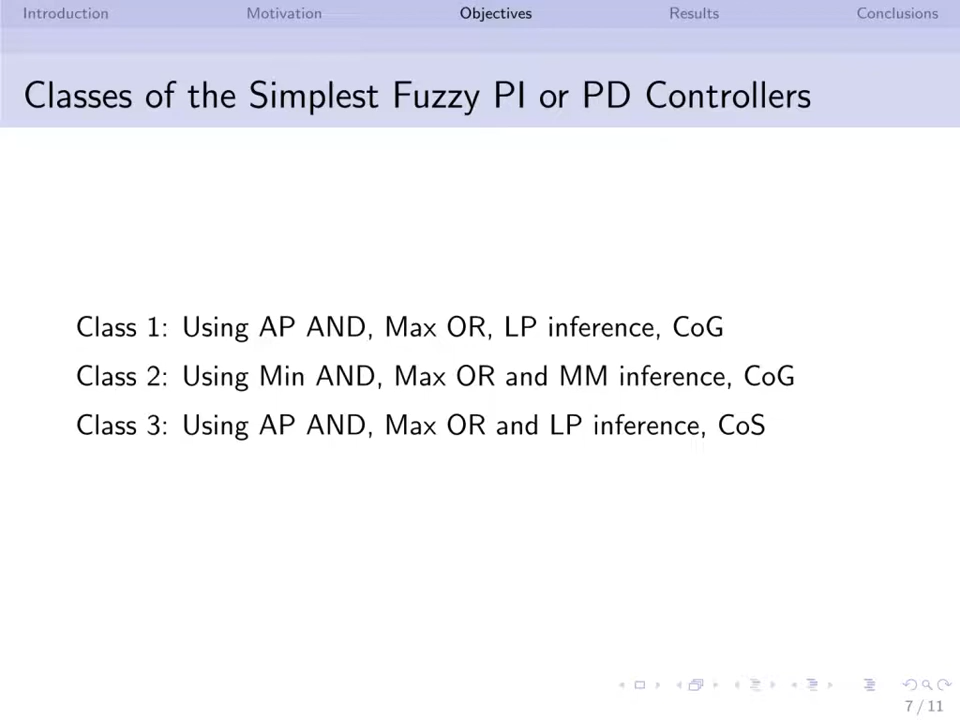 Introduction Motivation Objectives Results Conclusions
Classes of the Simplest Fuzzy PI or PD Controllers
Class 1: Using AP AND, Max OR, LP inference, CoG
Class 2: Using Min AND, Max OR and MM inference, CoG
Class 3: Using AP AND, Max OR and LP inference, CoS
7 / 11